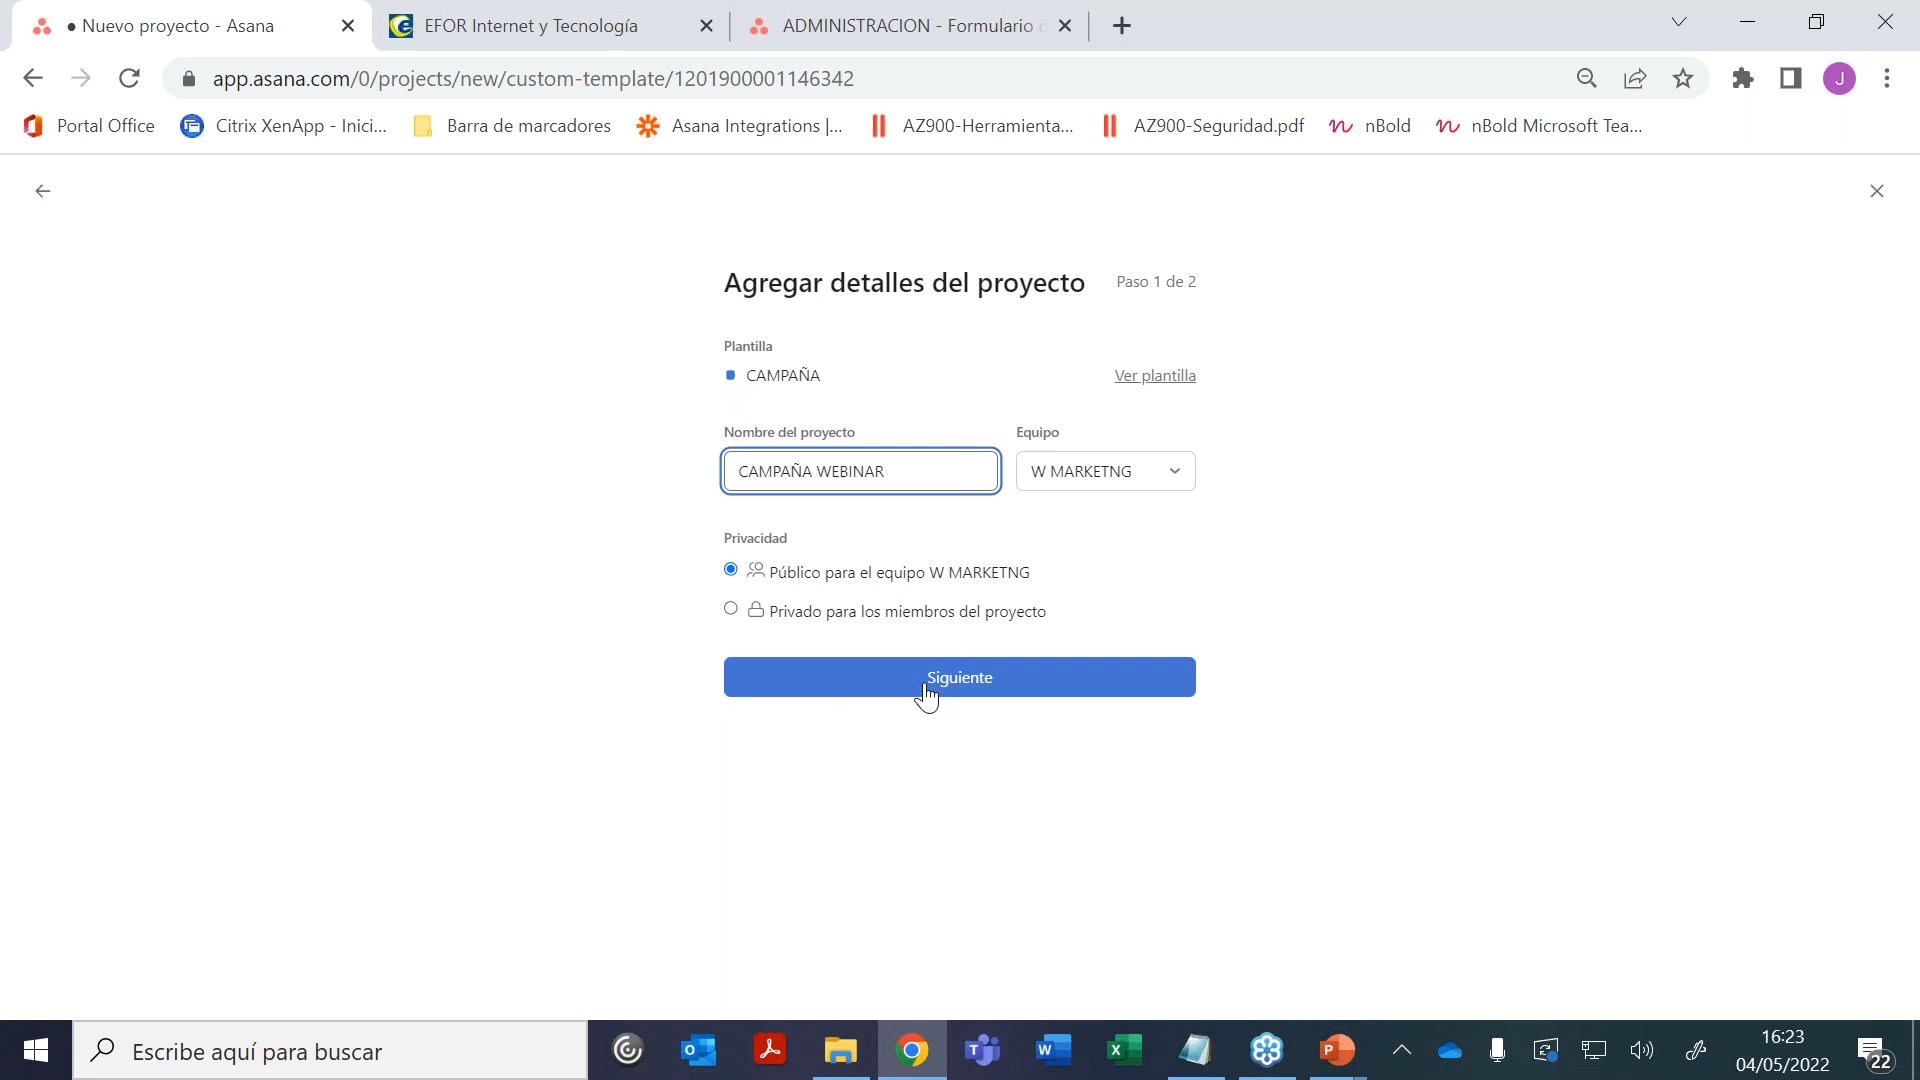 ● Nuevo proyecto - Asana
EFOR Internet y Tecnología
ADMINISTRACION - Formulario
app.asana.com/0/projects/new/custom-template/1201900001146342
J
Portal Office
Citrix XenApp - Inici...
Barra de marcadores
Asana Integrations |...
AZ900-Herramienta...
AZ900-Seguridad.pdf
nBold
nBold Microsoft Tea...
Agregar detalles del proyecto
Paso 1 de 2
Plantilla
CAMPAÑA
Ver plantilla
Nombre del proyecto
Equipo
CAMPAÑA WEBINAR
W MARKETNG
Privacidad
Público para el equipo W MARKETNG
Privado para los miembros del proyecto
Siguiente
Escribe aquí para buscar
16:23
04/05/2022
22